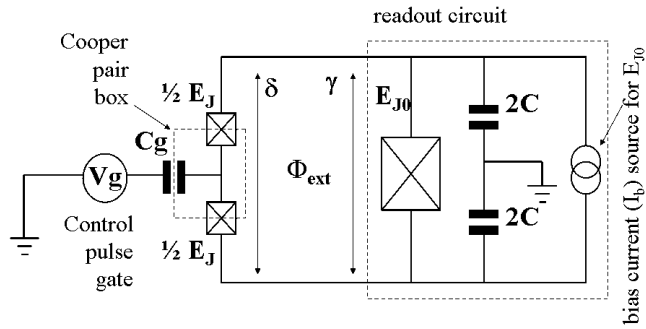 readout circuit
Cooper
pair
box
½ E_J
δ
γ
E_J0
2C
Cg
Vg
Φ_ext
Control
pulse
gate
½ E_J
2C
bias current (I_b) source for E_J0